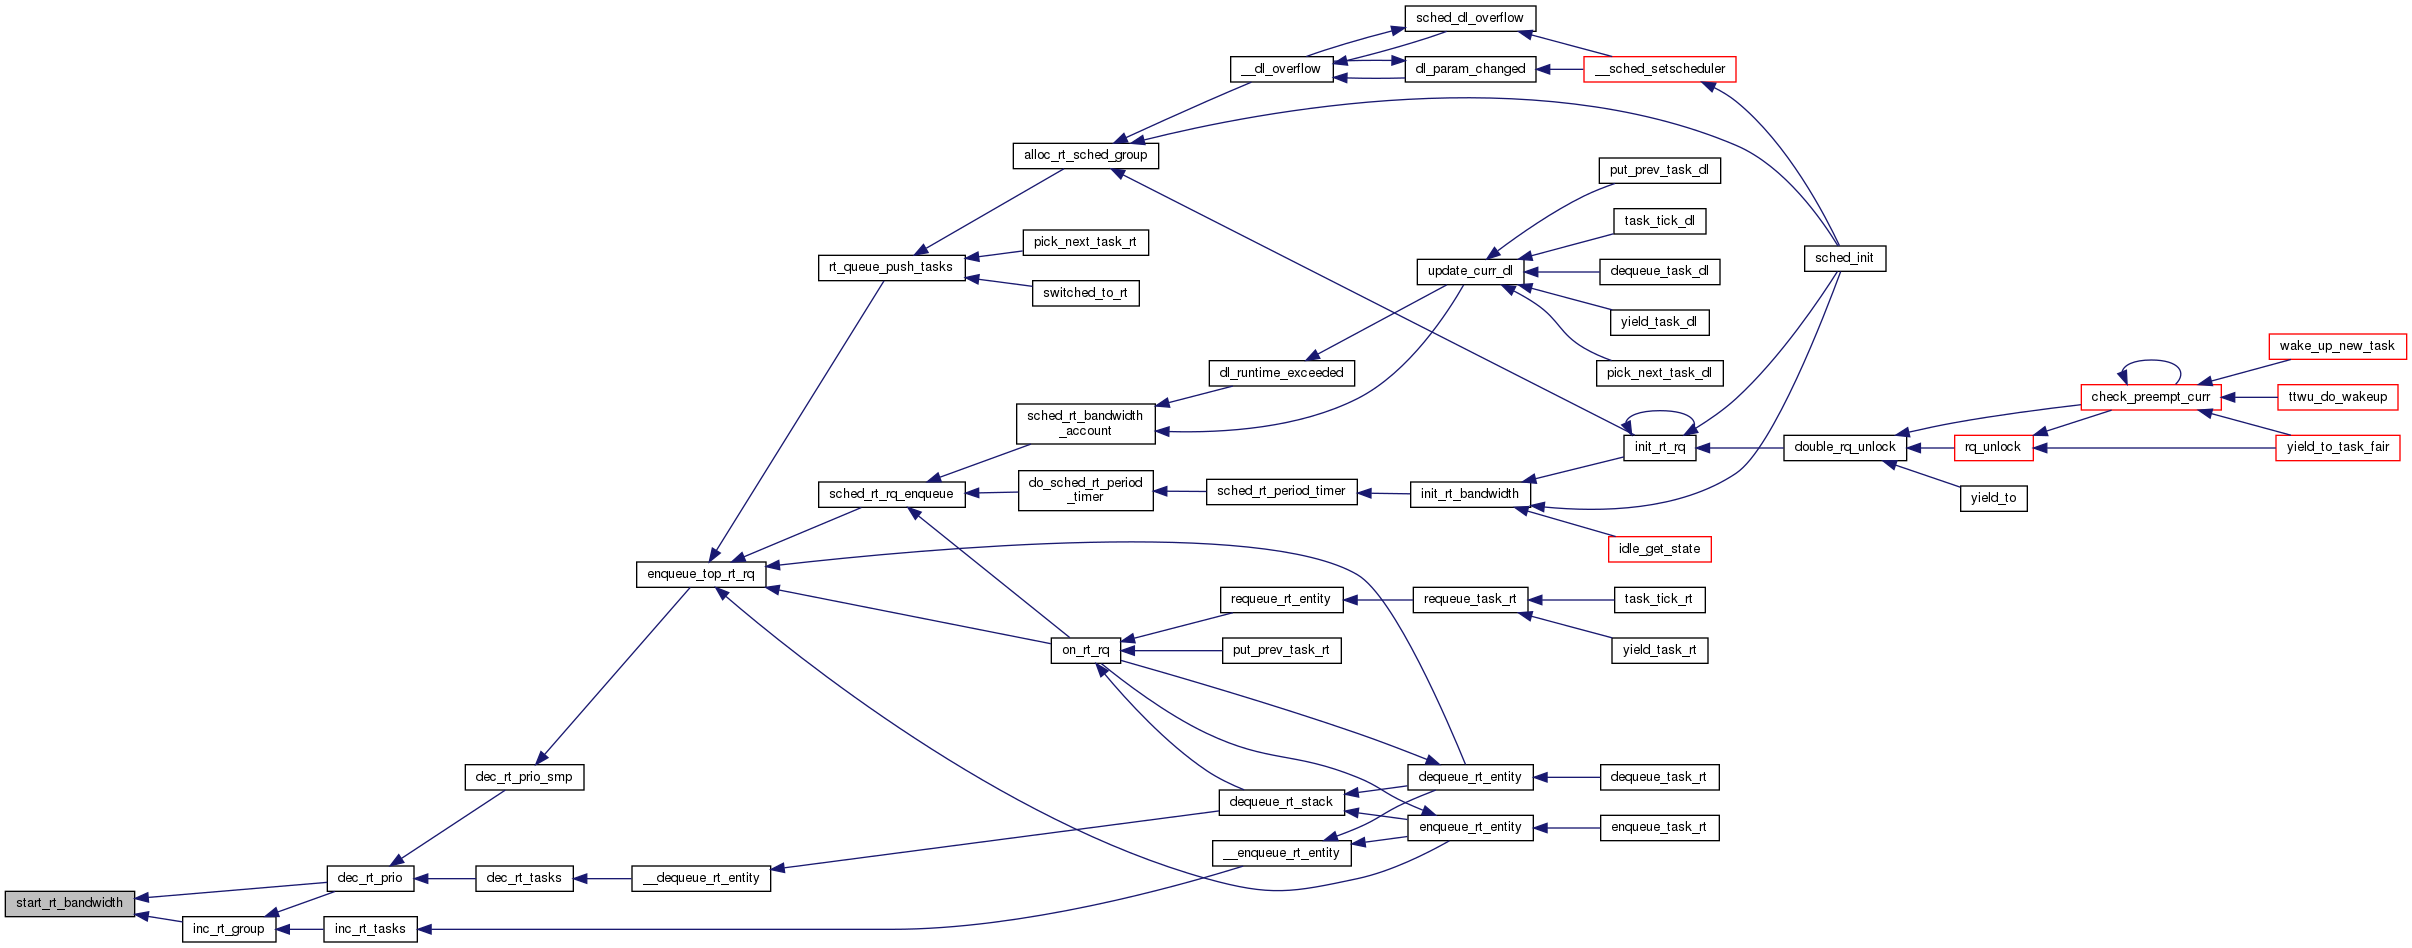 sched_dl_overflow
__dl_overflow
dl_param_changed
__sched_setscheduler
alloc_rt_sched_group
put_prev_task_dl
task_tick_dl
pick_next_task_rt
rt_queue_push_tasks
switched_to_rt
update_curr_dl
dequeue_task_dl
sched_init
yield_task_dl
dl_runtime_exceeded
pick_next_task_dl
wake_up_new_task
check_preempt_curr
ttwu_do_wakeup
sched_rt_bandwidth
_account
init_rt_rq
double_rq_unlock
rq_unlock
yield_to_task_fair
sched_rt_rq_enqueue
do_sched_rt_period
_timer
sched_rt_period_timer
init_rt_bandwidth
yield_to
idle_get_state
enqueue_top_rt_rq
requeue_rt_entity
requeue_task_rt
task_tick_rt
on_rt_rq
put_prev_task_rt
yield_task_rt
dec_rt_prio_smp
dequeue_rt_entity
dequeue_task_rt
dequeue_rt_stack
enqueue_rt_entity
enqueue_task_rt
__enqueue_rt_entity
dec_rt_prio
dec_rt_tasks
__dequeue_rt_entity
start_rt_bandwidth
inc_rt_group
inc_rt_tasks